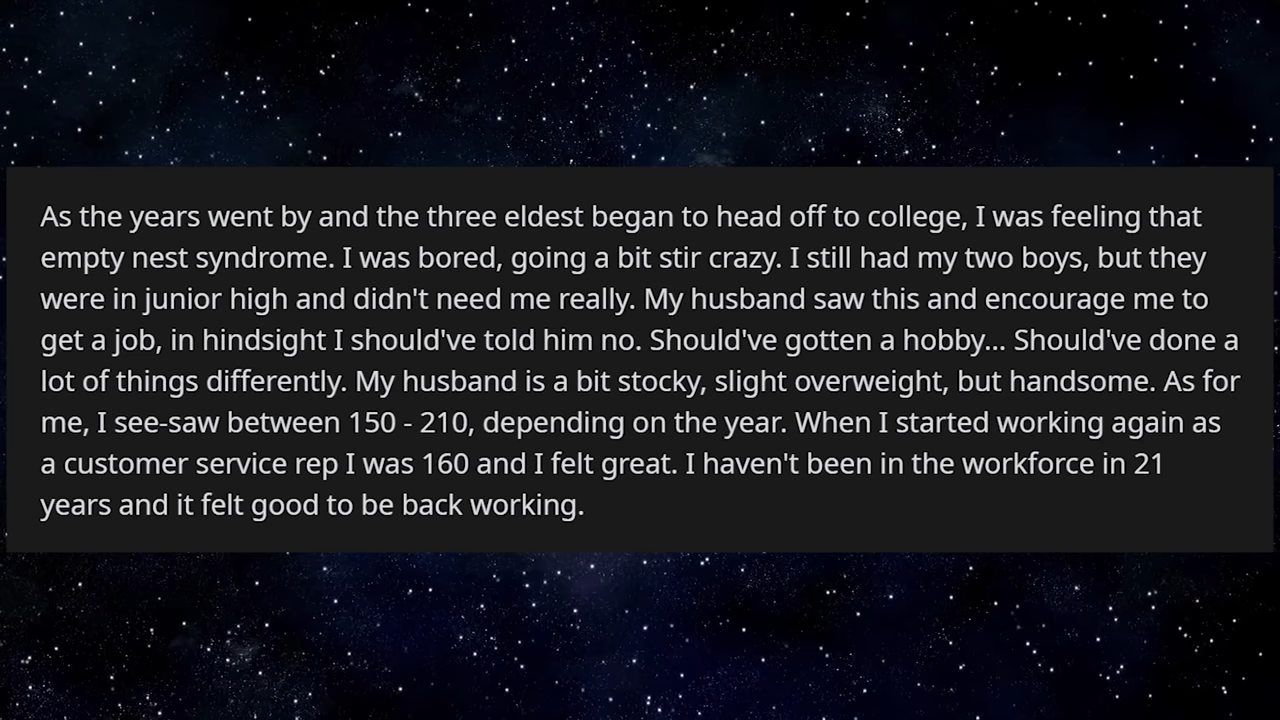 As the years went by and the three eldest began to head off to college, I was feeling that
empty nest syndrome. I was bored, going a bit stir crazy. I still had my two boys, but they
were in junior high and didn't need me really. My husband saw this and encourage me to
get a job, in hindsight I should've told him no. Should've gotten a hobby... Should've done a
lot of things differently. My husband is a bit stocky, slight overweight, but handsome. As for
me, I see-saw between 150 - 210, depending on the year. When I started working again as
a customer service rep I was 160 and I felt great. I haven't been in the workforce in 21
years and it felt good to be back working.